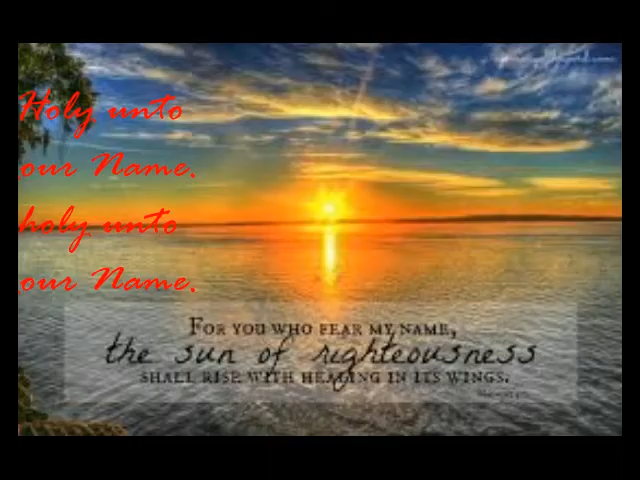 Holy unto
our Name.
holy unto
our Name.
FOR YOU WHO FEAR MY NAME,
the sun of righteousness
SHALL RISE WITH HEALING IN ITS WINGS.